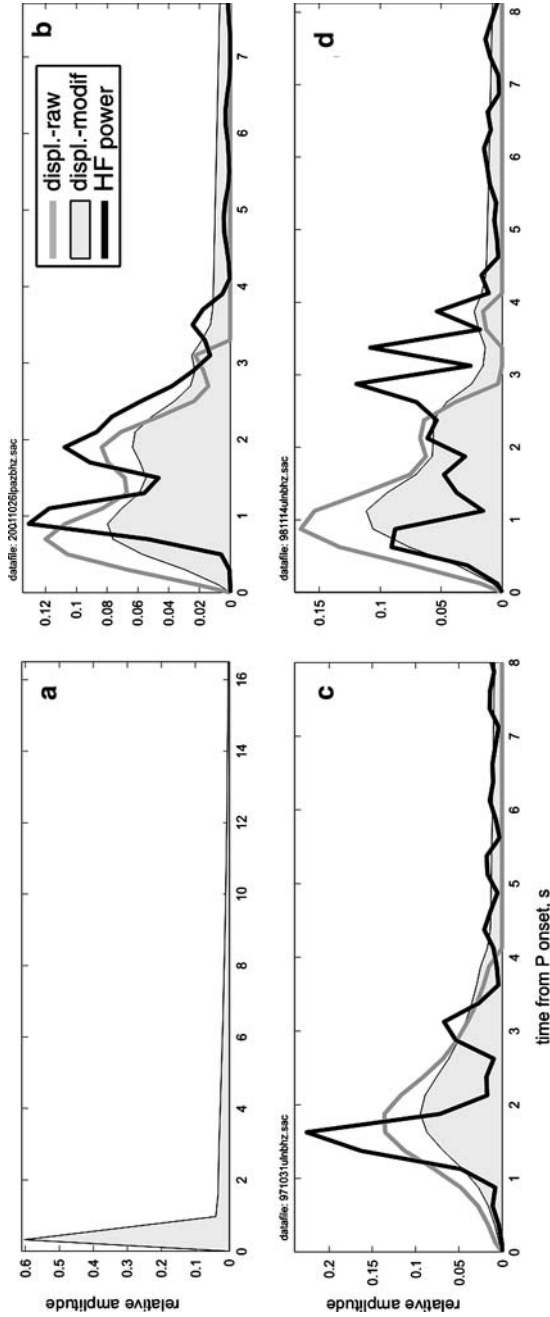 a
relative amplitude
0.6
0.5
0.4
0.3
0.2
0.1
0
0 2 4 6 8 10 12 14 16
datafile: 20011026lpazbhz.sac
b
displ.-raw
displ.-modif
HF power
0.12
0.1
0.08
0.06
0.04
0.02
0
0 1 2 3 4 5 6 7
datafile: 971031ulnbhz.sac
c
relative amplitude
0.2
0.15
0.1
0.05
0
0 1 2 3 4 5 6 7 8
time from P onset, s
datafile: 981114ulnbhz.sac
d
0.15
0.1
0.05
0
0 1 2 3 4 5 6 7 8